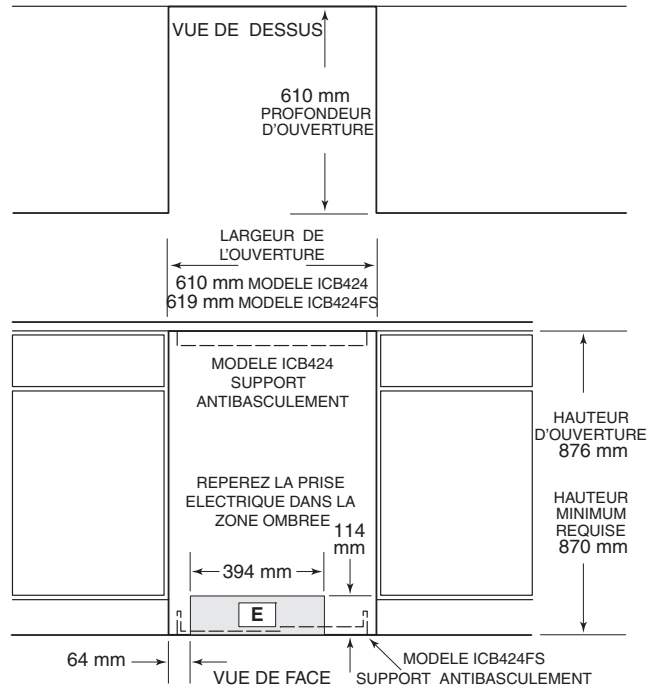 VUE DE DESSUS
610 mm
PROFONDEUR
D'OUVERTURE
LARGEUR DE
L'OUVERTURE
610 mm MODELE ICB424
619 mm MODELE ICB424FS
MODELE ICB424
SUPPORT
ANTIBASCULEMENT
HAUTEUR
D'OUVERTURE
876 mm
REPEREZ LA PRISE
ELECTRIQUE DANS LA
ZONE OMBREE
HAUTEUR
MINIMUM
REQUISE
870 mm
114
mm
394 mm
E
64 mm
VUE DE FACE
MODELE ICB424FS
SUPPORT ANTIBASCULEMENT